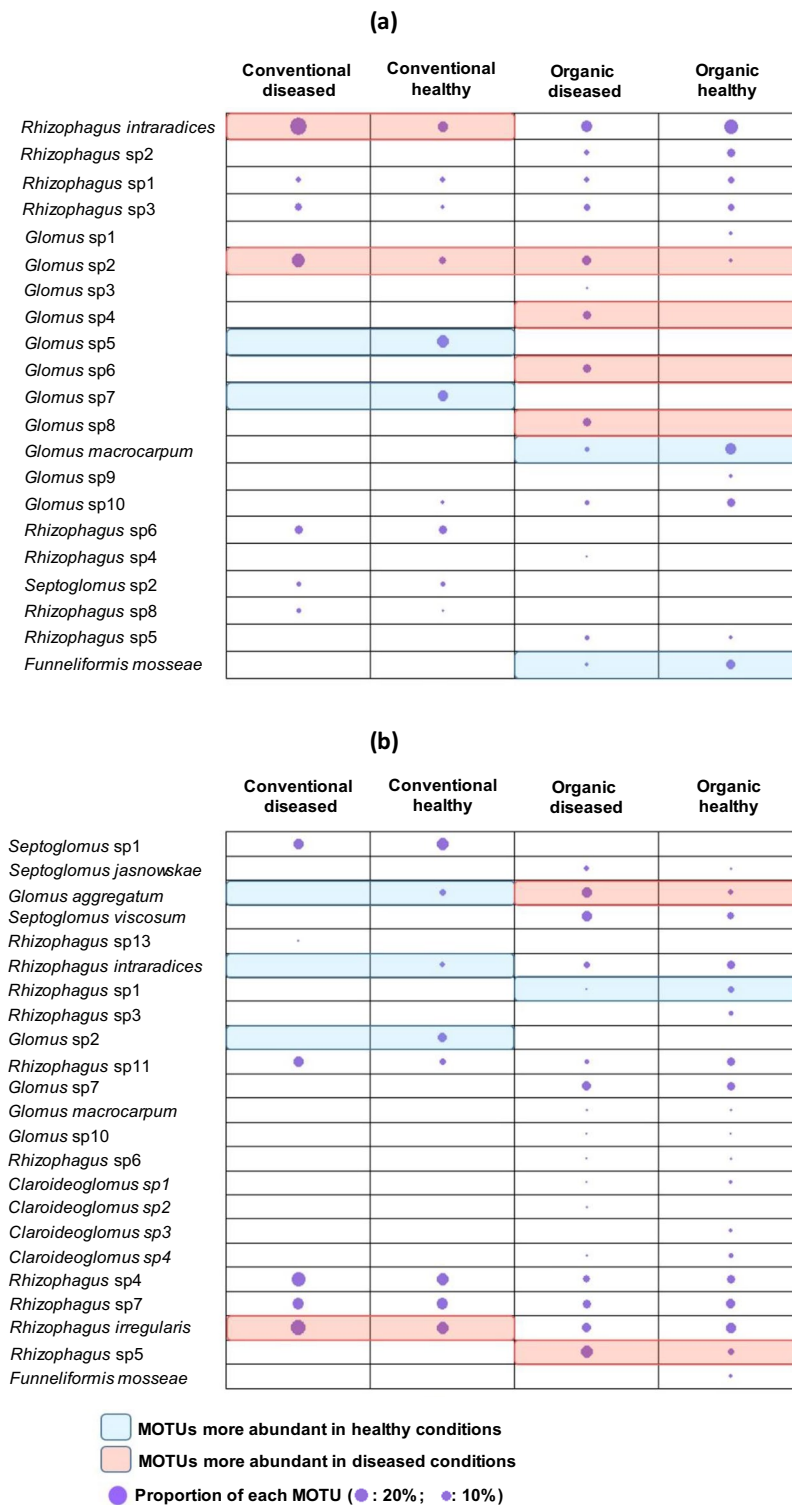 (a)
Conventional diseased
Conventional healthy
Organic diseased
Organic healthy
Rhizophagus intraradices
Rhizophagus sp2
Rhizophagus sp1
Rhizophagus sp3
Glomus sp1
Glomus sp2
Glomus sp3
Glomus sp4
Glomus sp5
Glomus sp6
Glomus sp7
Glomus sp8
Glomus macrocarpum
Glomus sp9
Glomus sp10
Rhizophagus sp6
Rhizophagus sp4
Septoglomus sp2
Rhizophagus sp8
Rhizophagus sp5
Funneliformis mosseae
(b)
Conventional diseased
Conventional healthy
Organic diseased
Organic healthy
Septoglomus sp1
Septoglomus jasnowskae
Glomus aggregatum
Septoglomus viscosum
Rhizophagus sp13
Rhizophagus intraradices
Rhizophagus sp1
Rhizophagus sp3
Glomus sp2
Rhizophagus sp11
Glomus sp7
Glomus macrocarpum
Glomus sp10
Rhizophagus sp6
Claroideoglomus sp1
Claroideoglomus sp2
Claroideoglomus sp3
Claroideoglomus sp4
Rhizophagus sp4
Rhizophagus sp7
Rhizophagus irregularis
Rhizophagus sp5
Funneliformis mosseae
MOTUs more abundant in healthy conditions
MOTUs more abundant in diseased conditions
Proportion of each MOTU ( : 20%; : 10%)